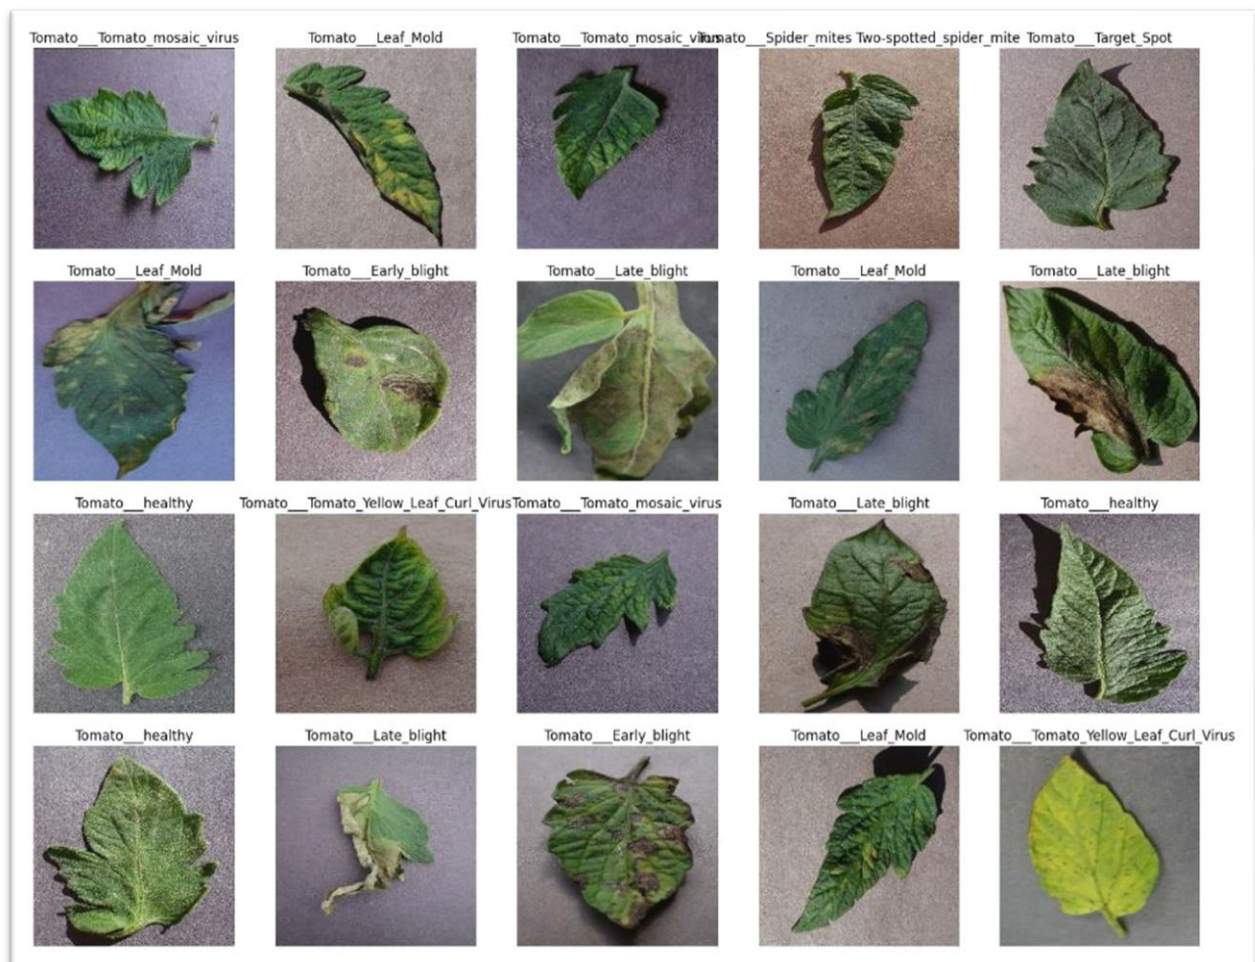 Tomato___Tomato_mosaic_virus
Tomato___Leaf_Mold
Tomato___Tomato_mosaic_virus
Tomato___Spider_mites Two-spotted_spider_mite
Tomato___Target_Spot
Tomato___Leaf_Mold
Tomato___Early_blight
Tomato___Late_blight
Tomato___Leaf_Mold
Tomato___Late_blight
Tomato___healthy
Tomato___Tomato_Yellow_Leaf_Curl_Virus
Tomato___Tomato_mosaic_virus
Tomato___Late_blight
Tomato___healthy
Tomato___healthy
Tomato___Late_blight
Tomato___Early_blight
Tomato___Leaf_Mold
Tomato___Tomato_Yellow_Leaf_Curl_Virus